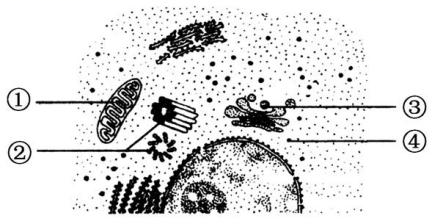 ①
②
③
④